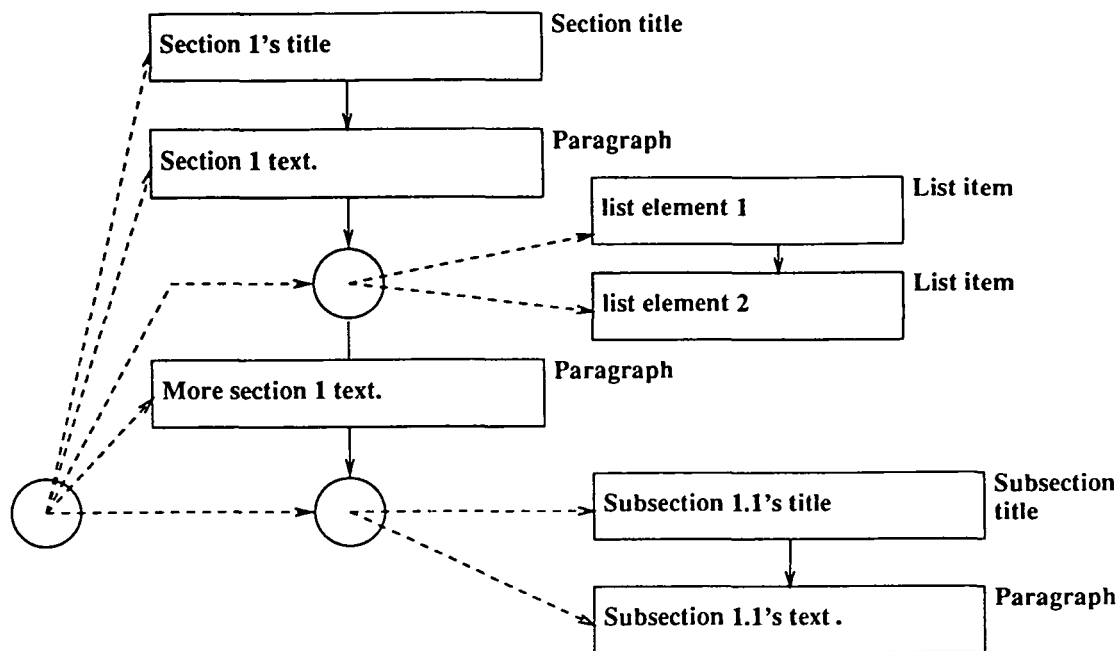 Section 1's title
Section title
Section 1 text.
Paragraph
list element 1
List item
list element 2
List item
More section 1 text.
Paragraph
Subsection 1.1's title
Subsection
title
Subsection 1.1's text .
Paragraph